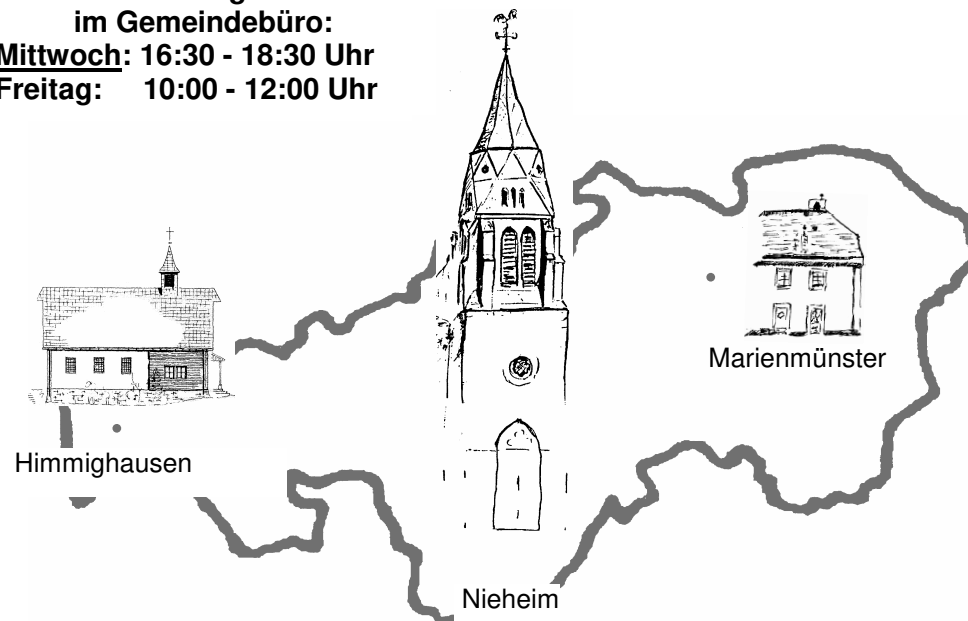 im Gemeindebüro:
Mittwoch: 16:30 - 18:30 Uhr
Freitag: 10:00 - 12:00 Uhr
Marienmünster
Himmighausen
Nieheim